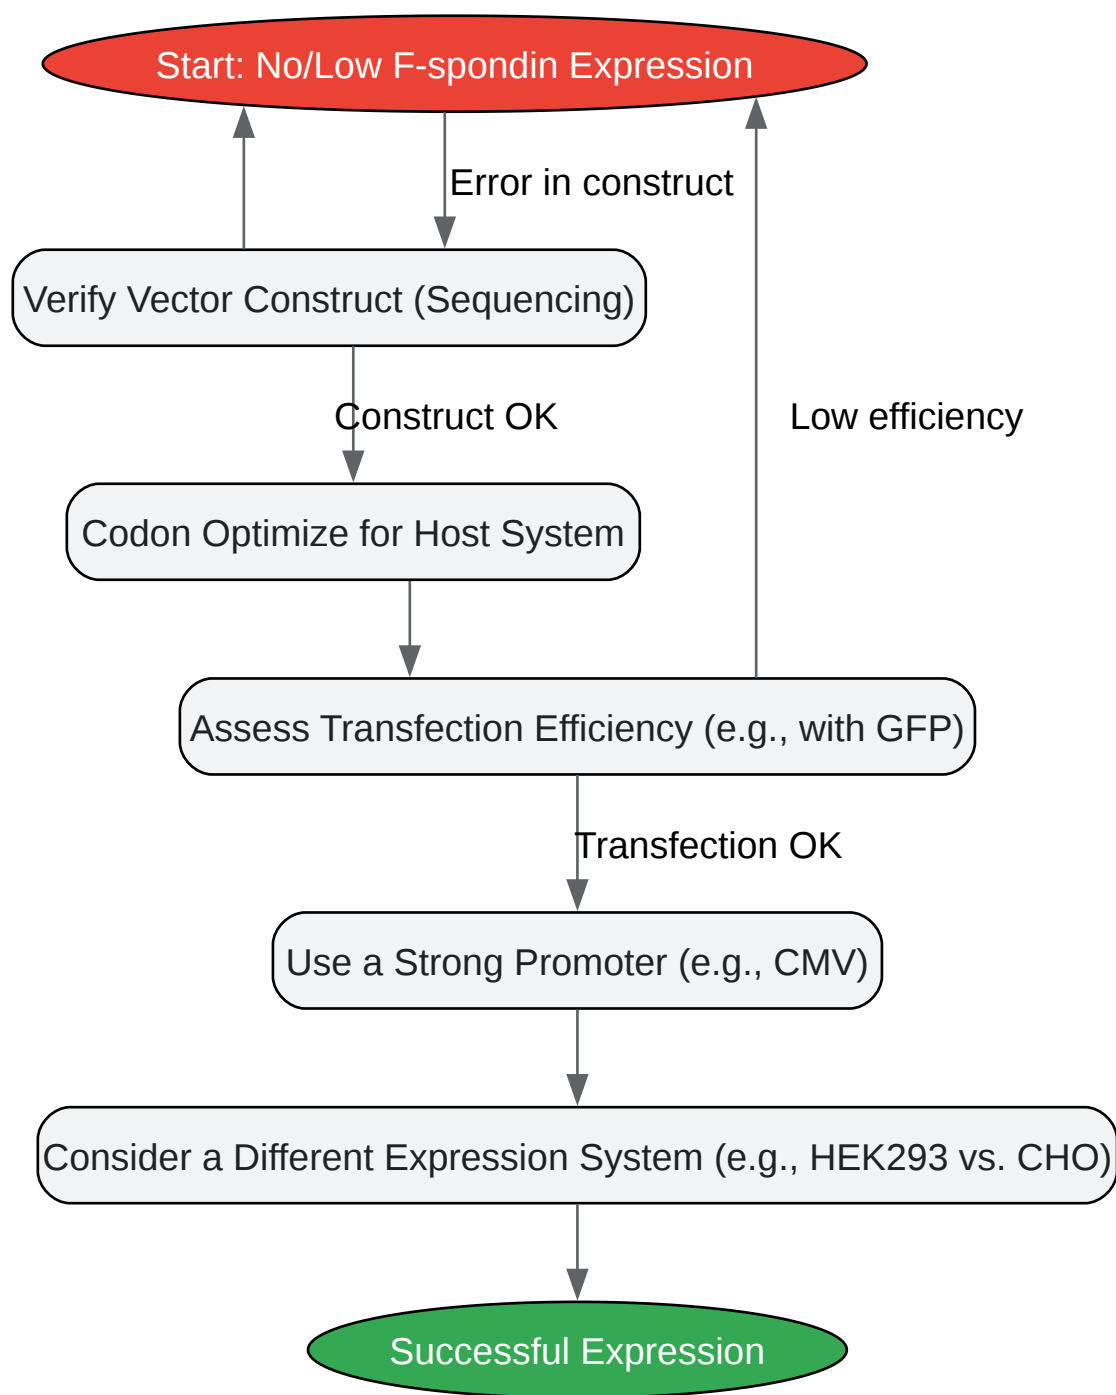 Start: No/Low F-spondin Expression
Error in construct
Verify Vector Construct (Sequencing)
Construct OK
Low efficiency
Codon Optimize for Host System
Assess Transfection Efficiency (e.g., with GFP)
Transfection OK
Use a Strong Promoter (e.g., CMV)
Consider a Different Expression System (e.g., HEK293 vs. CHO)
Successful Expression